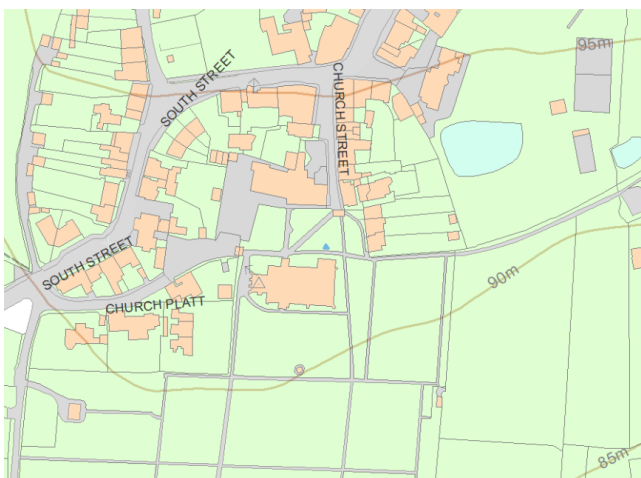 95m
SOUTH STREET
CHURCH STREET
SOUTH STREET
90m
CHURCH PLATT
85m